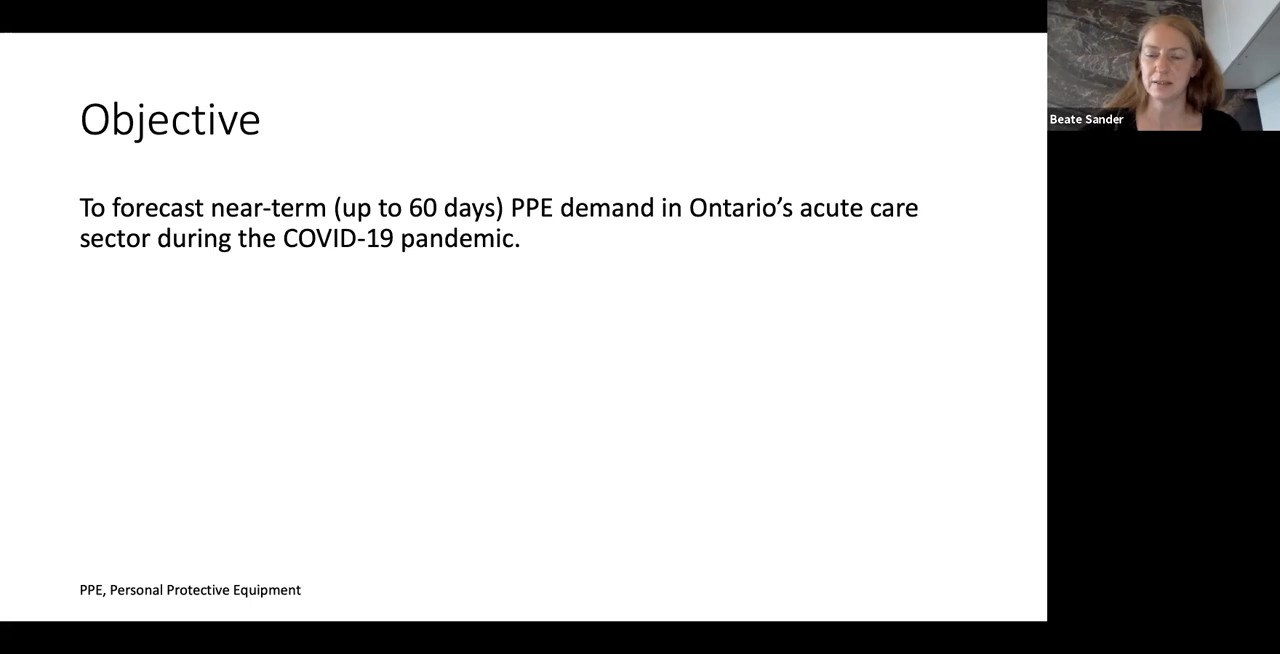 Objective
To forecast near-term (up to 60 days) PPE demand in Ontario’s acute care
sector during the COVID-19 pandemic.
PPE, Personal Protective Equipment
Beate Sander